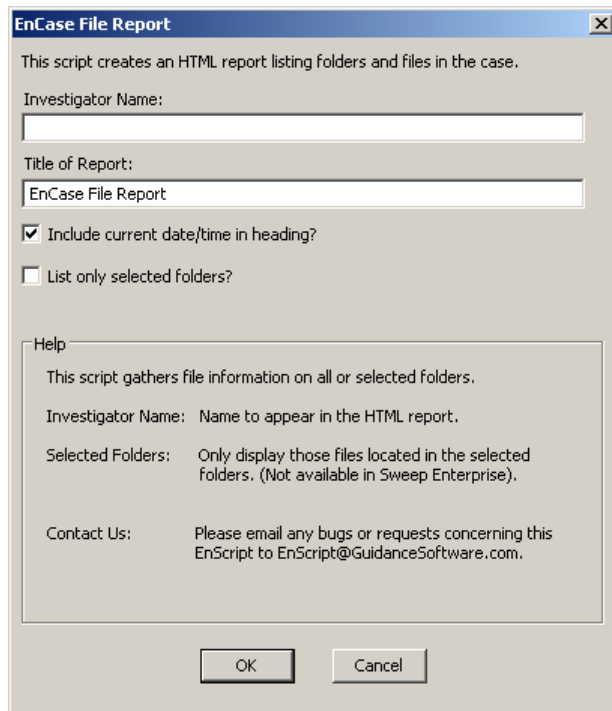 EnCase File Report
This script creates an HTML report listing folders and files in the case.
Investigator Name:
Title of Report:
EnCase File Report
Include current date/time in heading?
List only selected folders?
Help
This script gathers file information on all or selected folders.
Investigator Name: Name to appear in the HTML report.
Selected Folders: Only display those files located in the selected
folders. (Not available in Sweep Enterprise).
Contact Us: Please email any bugs or requests concerning this
EnScript to EnScript@GuidanceSoftware.com.
OK Cancel